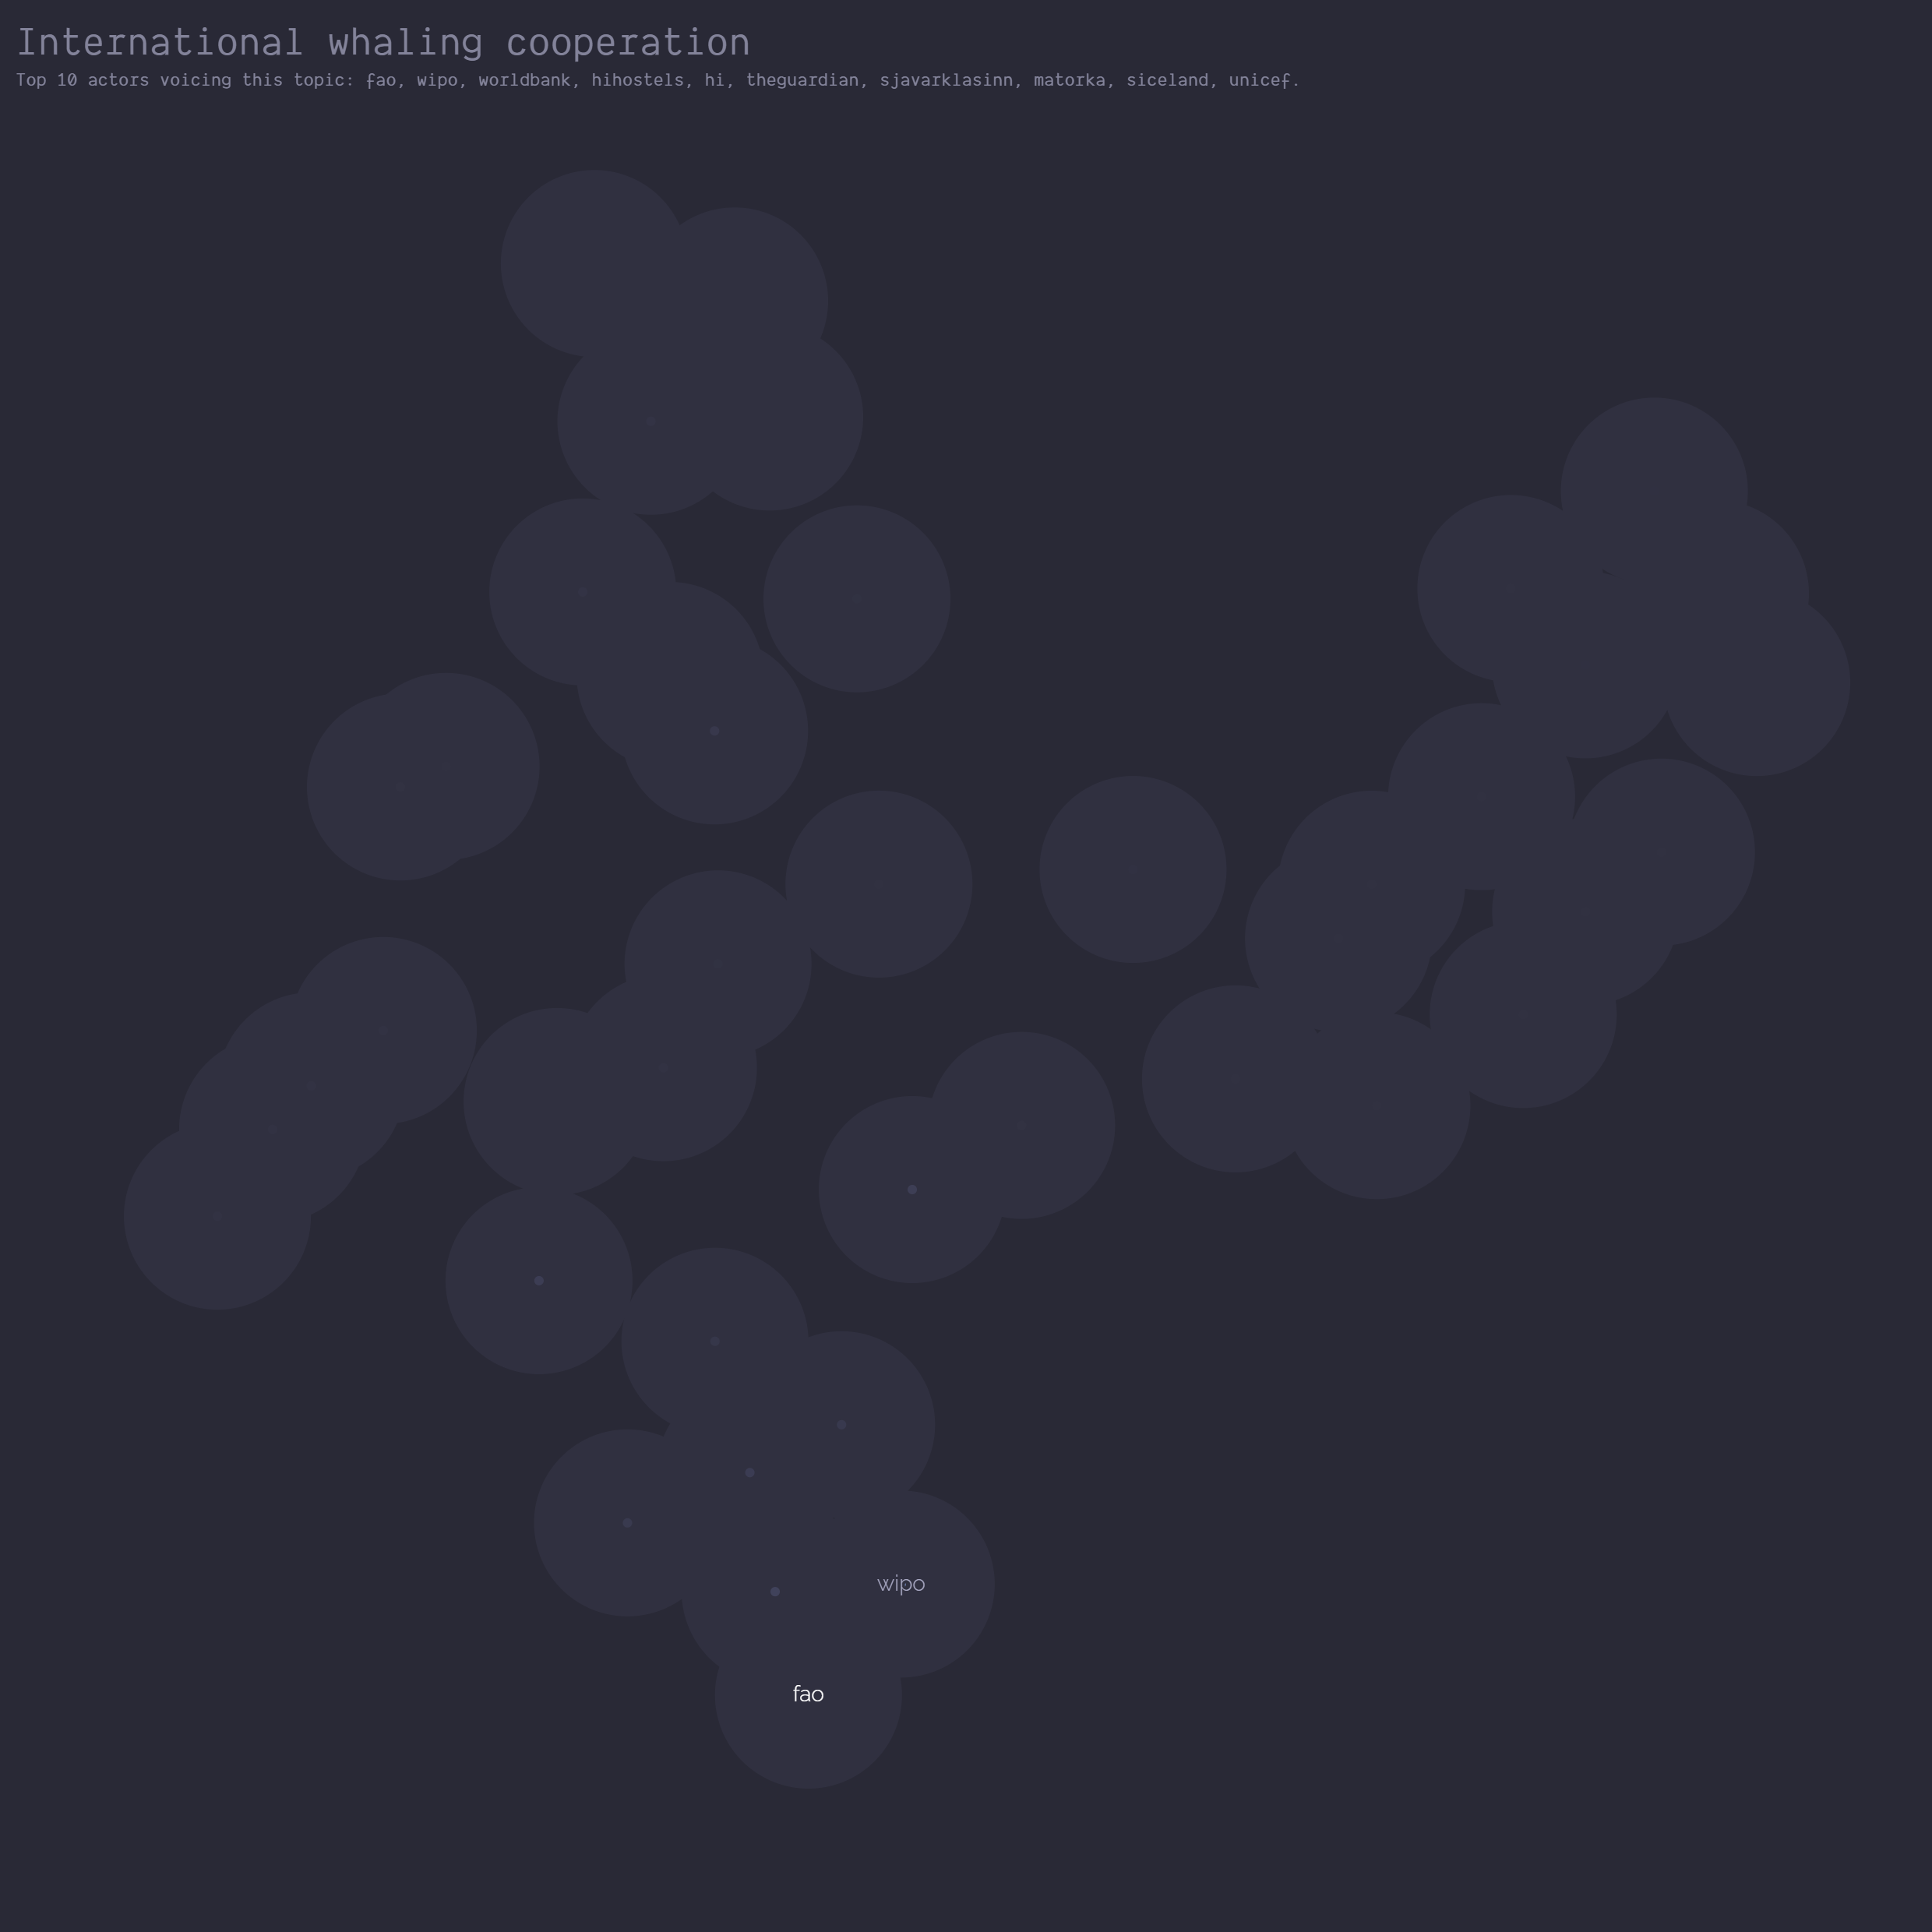 International whaling cooperation
Top 10 actors voicing this topic: fao, wipo, worldbank, hihostels, hi, theguardian, sjavarklasinn, matorka, siceland, unicef.
wipo
fao